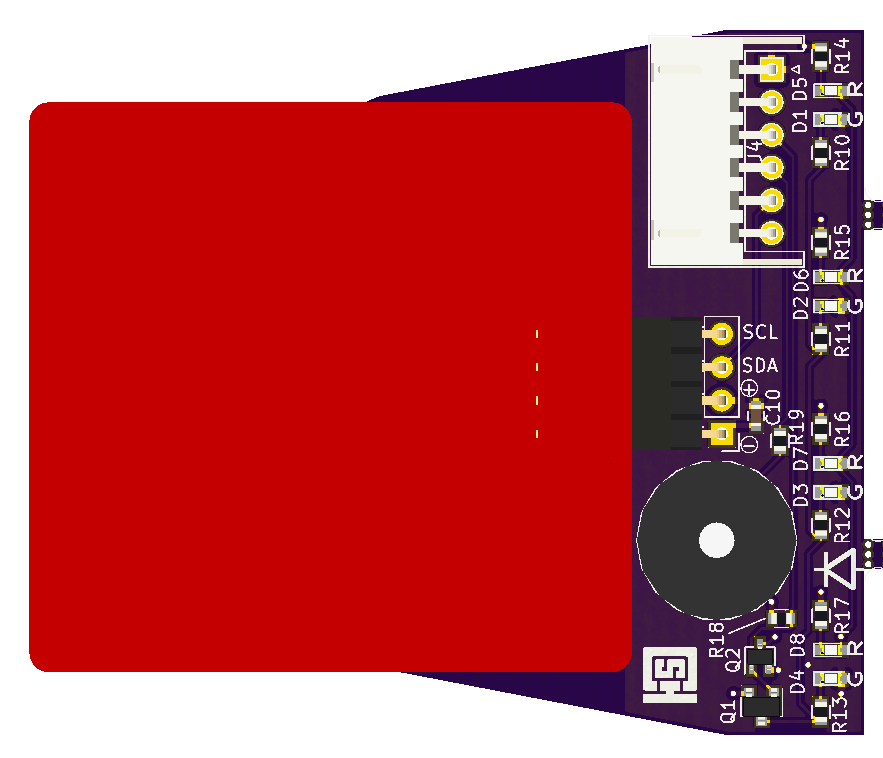 R14
D5
R
D1
G
J4
R10
R15
D6
R
D2
G
R11
SCL
SDA
+
C10
R19
-
R16
D7
R
D3
G
R12
R17
R18
D8
R
Q2
D4
G
Q1
R13